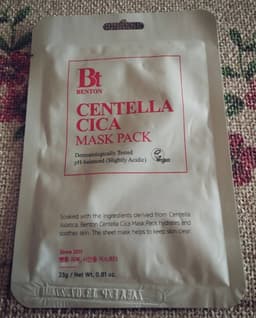 Bt
BENTON
CENTELLA
CICA
MASK PACK
Dermatologically Tested
pH-balanced (Slightly Acidic)
Vegan
Soaked with the ingredients derived from Centella
Asiatica, Benton Centella Cica Mask Pack hydrates and
soothes skin. The sheet mask helps to keep skin clear.
Since 2011
23g / Net Wt. 0.81 oz.